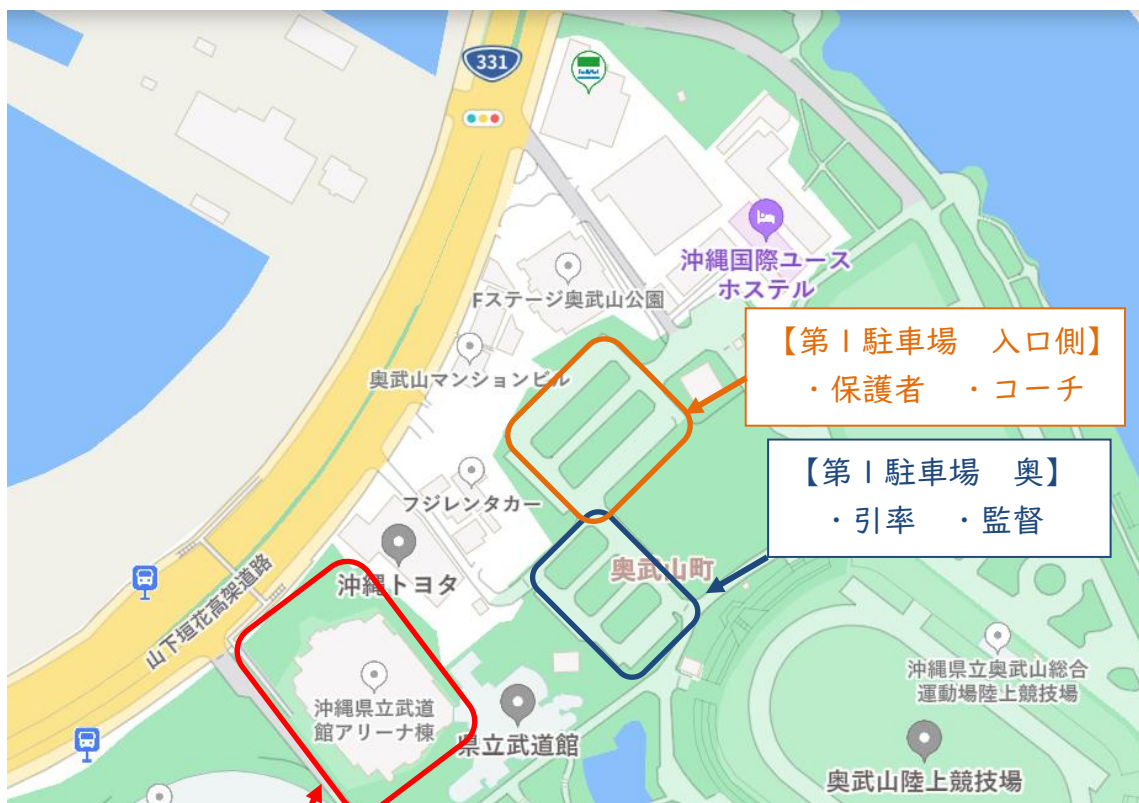 331
沖縄国際ユース
ホステル
Fステージ奥武山公園
【第1駐車場　入口側】
・保護者　・コーチ
奥武山マンションビル
【第1駐車場　奥】
・引率　・監督
フジレンタカー
奥武山町
沖縄トヨタ
山下垣花高架道路
沖縄県立武道
館アリーナ棟
県立武道館
沖縄県立奥武山総合
運動場陸上競技場
奥武山陸上競技場